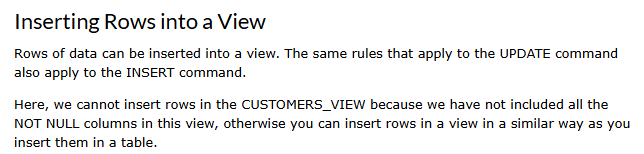 Inserting Rows into a View
Rows of data can be inserted into a view. The same rules that apply to the UPDATE command
also apply to the INSERT command.
Here, we cannot insert rows in the CUSTOMERS_VIEW because we have not included all the
NOT NULL columns in this view, otherwise you can insert rows in a view in a similar way as you
insert them in a table.